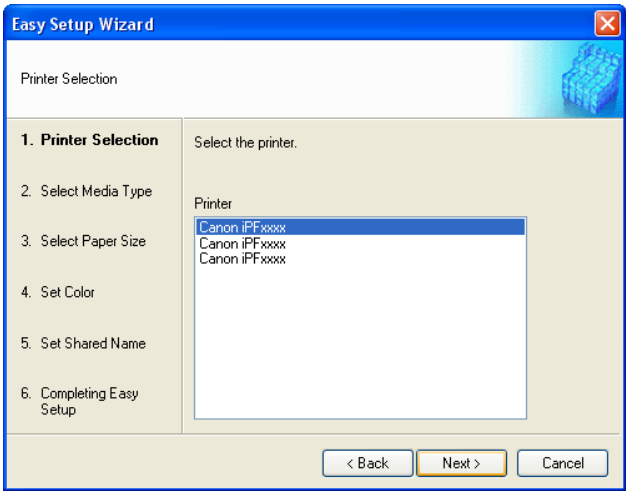 Easy Setup Wizard
Printer Selection
1. Printer Selection
2. Select Media Type
3. Select Paper Size
4. Set Color
5. Set Shared Name
6. Completing Easy
Setup
Select the printer.
Printer
Canon iPFxxxx
Canon iPFxxxx
Canon iPFxxxx
< Back
Next >
Cancel